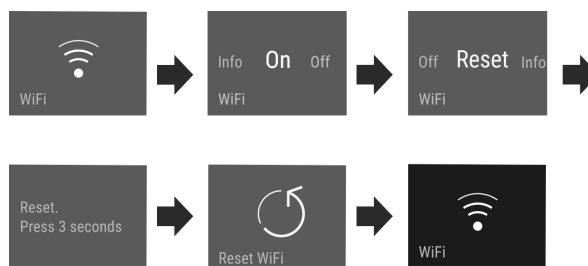 WiFi
Info On Off
WiFi
Off Reset Info
WiFi
Reset.
Press 3 seconds
Reset WiFi
WiFi